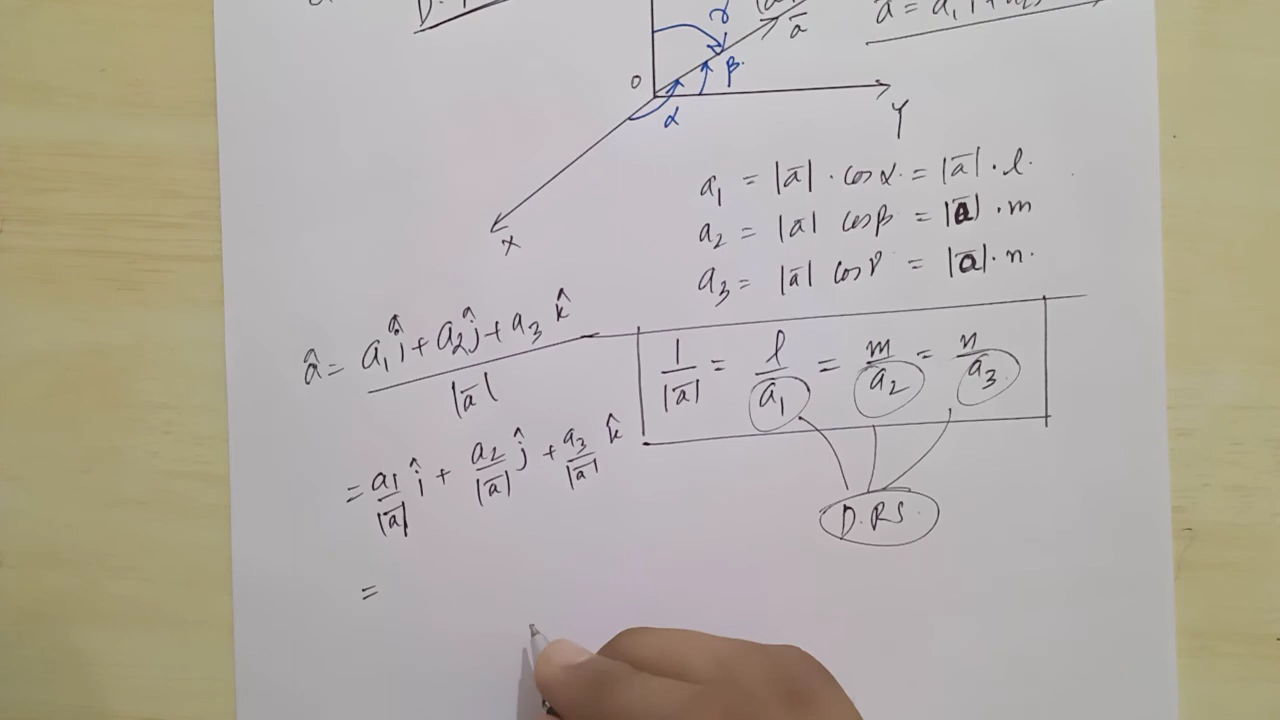 γ
ā
O
β
α
Y
X
a₁ = |ā| · cos α = |ā| · l
a₂ = |ā| cos β = |ā| · m
a₃ = |ā| cos γ = |ā| · n
â = a₁î + a₂ĵ + a₃k̂ / |ā|
1/|ā| = l/a₁ = m/a₂ = n/a₃
= a₁/|ā| î + a₂/|ā| ĵ + a₃/|ā| k̂
D.RS.
=